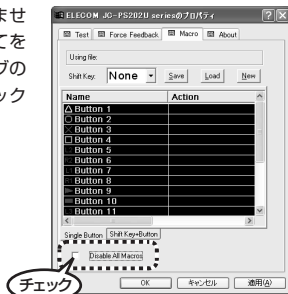 ませ
てを
ブの
ック
ELECOM JC-PS202U seriesのプロパティ
Test Force Feedback Macro About
Using file:
Shift Key: None Save Load New
Name Action
Button 1
Button 2
Button 3
Button 4
Button 5
Button 6
Button 7
Button 8
Button 9
Button 10
Button 11
Single Button Shift Key+Button
Disable All Macros
チェック
OK キャンセル 適用(A)